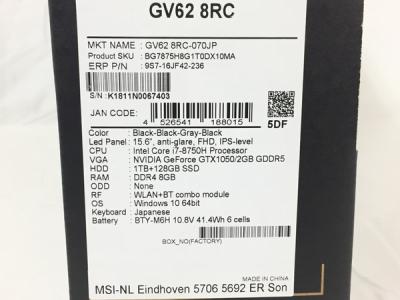 GV62 8RC
MKT NAME : GV62 8RC-070JP
Product SKU : BG7875H8G1T0DX10MA
ERP P/N : 9S7-16JF42-236
S/N: K1811N0067403
JAN CODE:
4 526541 188015
5DF
Color : Black-Black-Gray-Black
Led Panel : 15.6", anti-glare, FHD, IPS-level
CPU : Intel Core i7-8750H Processor
VGA : NVIDIA GeForce GTX1050/2GB GDDR5
HDD : 1TB+128GB SSD
RAM : DDR4 8GB
ODD : None
RF : WLAN+BT combo module
OS : Windows 10 64bit
Keyboard : Japanese
Battery : BTY-M6H 10.8V 41.4Wh 6 cells
BOX_NO(FACTORY)
MSI-NL Eindhoven 5706 5692 ER Son